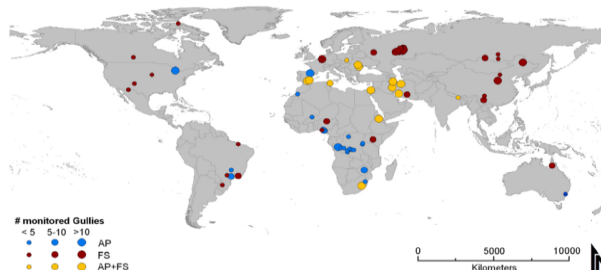 # monitored Gullies
< 5 5-10 >10
AP
FS
AP+FS
0 5000 10000
Kilometers
N